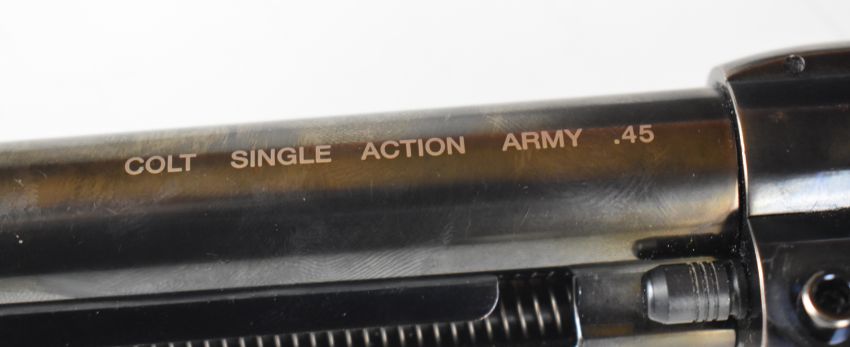 COLT SINGLE ACTION ARMY .45